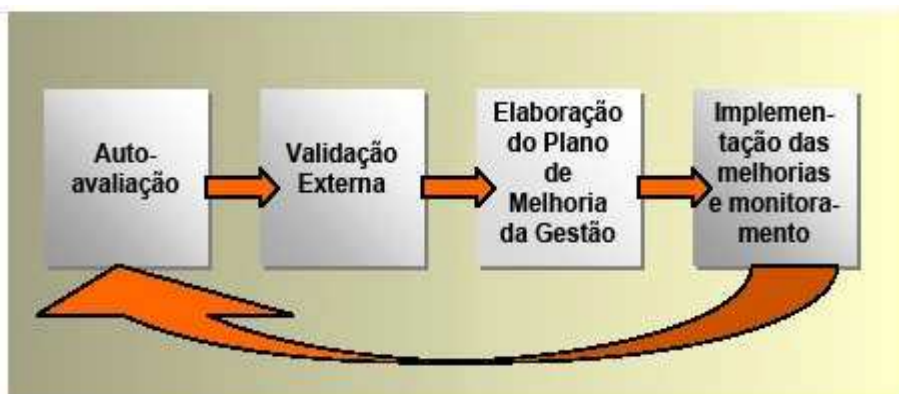 Auto-
avaliação
Validação
Externa
Elaboração
do Plano
de
Melhoria
da Gestão
Implemen-
tação das
melhorias
e monitora-
mento